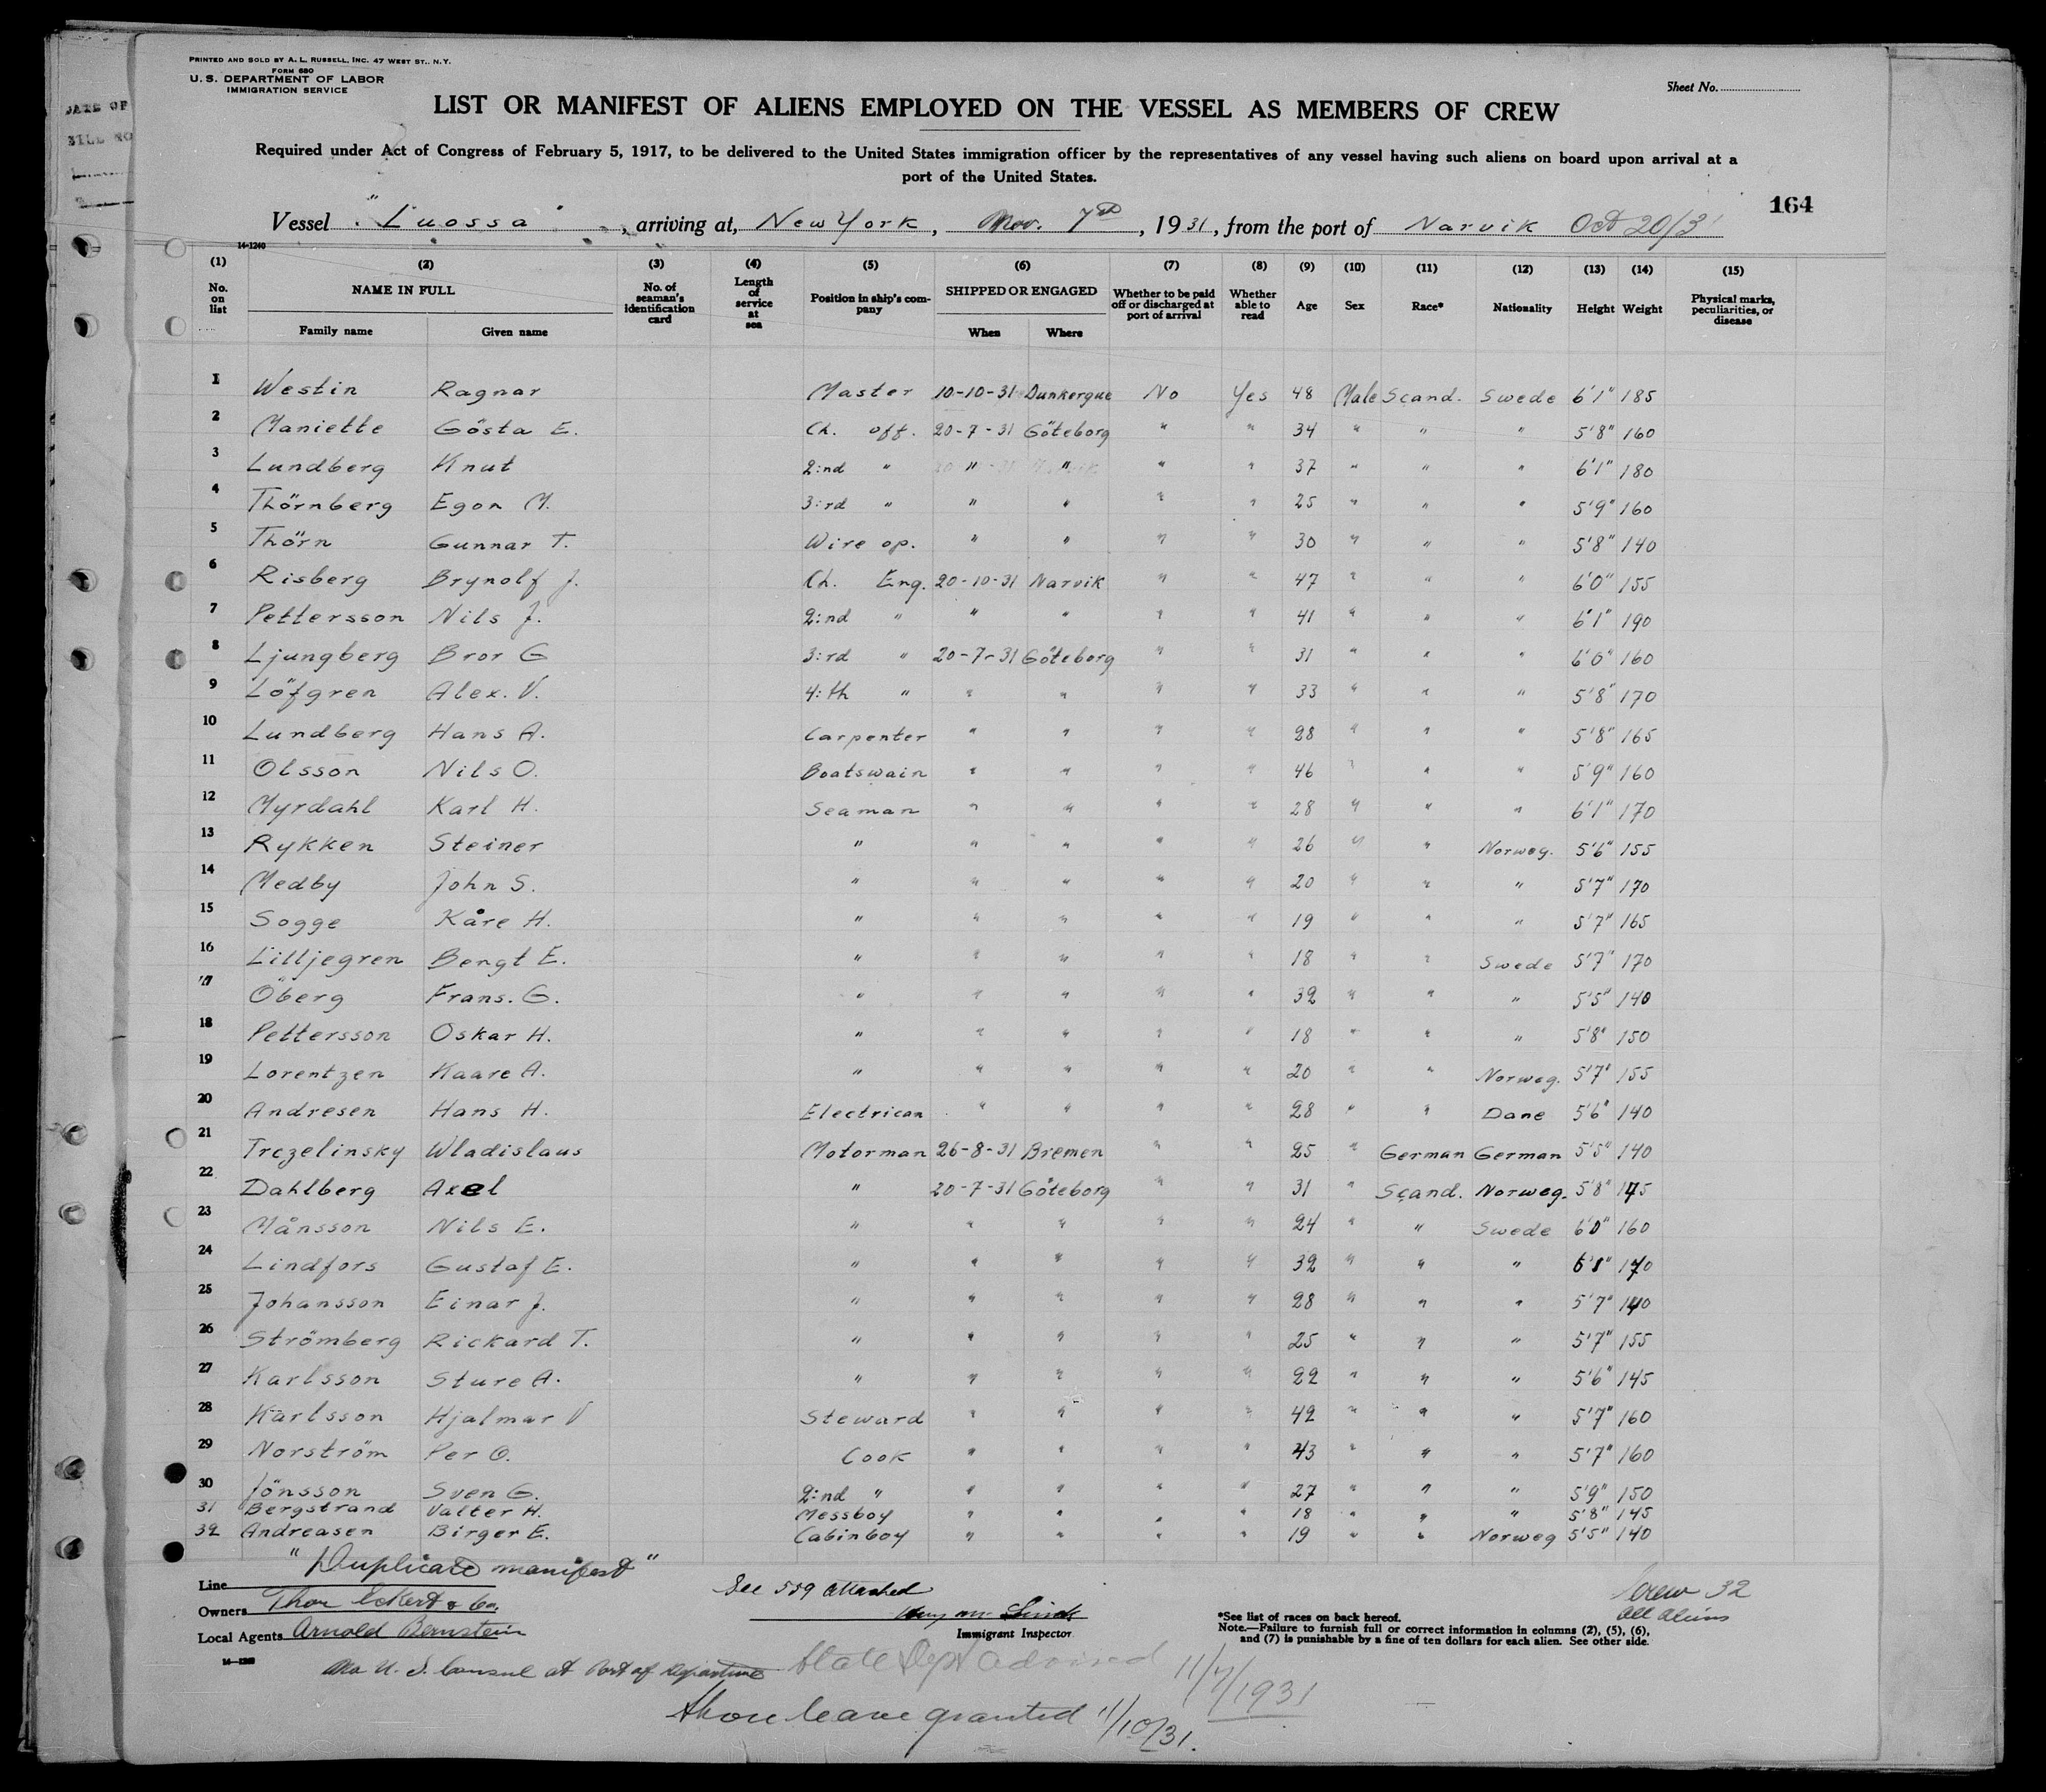 PRINTED AND SOLD BY A. L. RUSSELL, INC. 47 WEST ST., N.Y.
FORM 680
U. S. DEPARTMENT OF LABOR
IMMIGRATION SERVICE
Sheet No.
DATE OF
LIST OR MANIFEST OF ALIENS EMPLOYED ON THE VESSEL AS MEMBERS OF CREW
Required under Act of Congress of February 5, 1917, to be delivered to the United States immigration officer by the representatives of any vessel having such aliens on board upon arrival at a
port of the United States.
164
Vessel "Luossa", arriving at, New York, Nov. 7th, 1931, from the port of Narvik Oct 20/3
14-1240
(1) (2) (3) (4) (5) (6) (7) (8) (9) (10) (11) (12) (13) (14) (15)
No. on list NAME IN FULL Family name Given name No. of seaman's identification card Length of service at sea Position in ship's company SHIPPED OR ENGAGED When Where Whether to be paid off or discharged at port of arrival Whether able to read Age Sex Race* Nationality Height Weight Physical marks, peculiarities, or disease
1 Westin Ragnar Master 10-10-31 Dunkerque No Yes 48 Male Scand. Swede 6'1" 185
2 Maniette Gösta E. Ch. off. 20-7-31 Göteborg " " 34 " " " 5'8" 160
3 Lundberg Knut 2:nd " " " " " 37 " " " 6'1" 180
4 Thörnberg Egon M. 3:rd " " " " " 25 " " " 5'9" 160
5 Thörn Gunnar T. Wire op. " " " " 30 " " " 5'8" 140
6 Risberg Brynolf J. Ch. Eng. 20-10-31 Narvik " " 47 " " " 6'0" 155
7 Pettersson Nils J. 2:nd " " " " " 41 " " " 6'1" 190
8 Ljungberg Bror G 3:rd " 20-7-31 Göteborg " " 31 " " " 6'0" 160
9 Löfgren Alex. V. 4:th " " " " " 33 " " " 5'8" 170
10 Lundberg Hans A. Carpenter " " " " 28 " " " 5'8" 165
11 Olsson Nils O. Boatswain " " " " 46 " " " 5'9" 160
12 Myrdahl Karl H. Seaman " " " " 28 " " " 6'1" 170
13 Rykken Steiner " " " " " 26 " " Norweg. 5'6" 155
14 Medby John S. " " " " " 20 " " " 5'7" 170
15 Sogge Kåre H. " " " " " 19 " " " 5'7" 165
16 Lilljegren Bengt E. " " " " " 18 " " Swede 5'7" 170
17 Öberg Frans. G. " " " " " 32 " " " 5'5" 140
18 Pettersson Oskar H. " " " " " 18 " " " 5'8" 150
19 Lorentzen Kaare A. " " " " " 20 " " Norweg. 5'7" 155
20 Andresen Hans H. Electrican " " " " 28 " " Dane 5'6" 140
21 Trczelinsky Wladislaus Motorman 26-8-31 Bremen " " 25 " German German 5'5" 140
22 Dahlberg Axel " 20-7-31 Göteborg " " 31 " Scand. Norweg. 5'8" 175
23 Månsson Nils E. " " " " " 24 " " Swede 6'0" 160
24 Lindfors Gustaf E. " " " " " 32 " " " 6'1" 170
25 Johansson Einar J. " " " " " 28 " " " 5'7" 140
26 Strömberg Rickard T. " " " " " 25 " " " 5'7" 155
27 Karlsson Sture A. " " " " " 22 " " " 5'6" 145
28 Karlsson Hjalmar V Steward " " " " 42 " " " 5'7" 160
29 Norström Per O. Cook " " " " 43 " " " 5'7" 160
30 Jönsson Sven G. 2:nd " " " " " 27 " " " 5'9" 150
31 Bergstrand Valter H. Messboy " " " " 18 " " " 5'8" 145
32 Andreasen Birger E. Cabinboy " " " " 19 " " Norweg 5'5" 140
"Duplicate manifest"
Line
Owners Thor Eckert & Co.
Local Agents Arnold Bernstein
See 559 attached
Immigrant Inspector.
*See list of races on back hereof.
Note.—Failure to furnish full or correct information in columns (2), (5), (6),
and (7) is punishable by a fine of ten dollars for each alien. See other side.
Crew 32
all aliens
No U. S. Consul at Port of departure State Dept advised 11/7/1931
Shore leave granted 11/10/31.